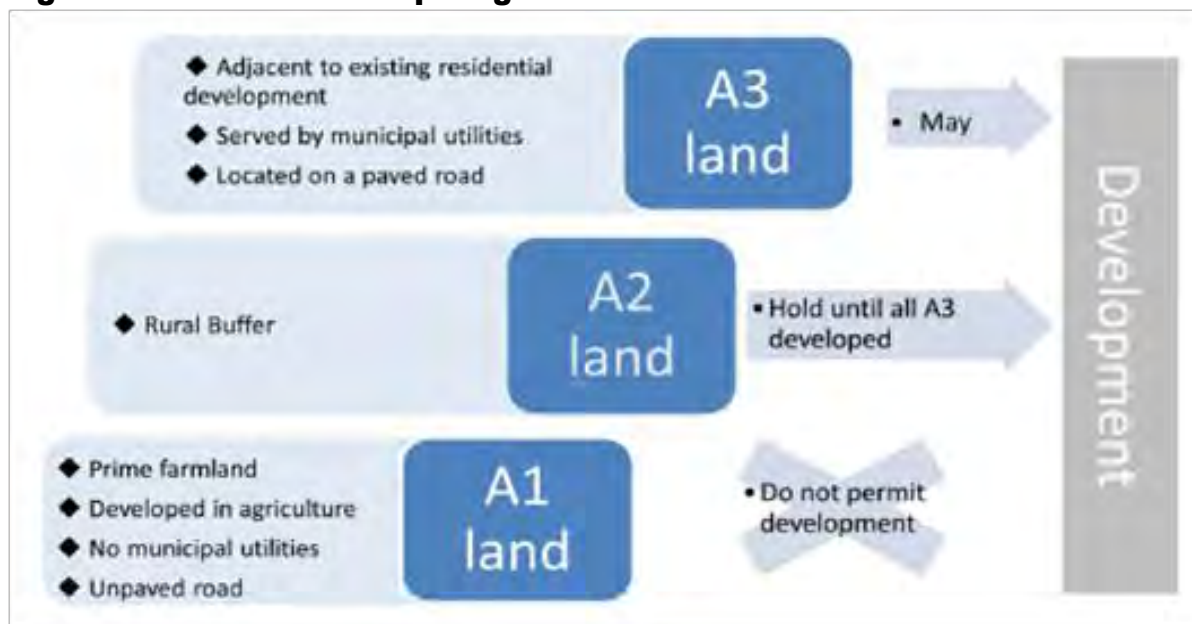 ◆ Adjacent to existing residential
development
◆ Served by municipal utilities
◆ Located on a paved road
A3
land
• May
◆ Rural Buffer
A2
land
• Hold until all A3
developed
◆ Prime farmland
◆ Developed in agriculture
◆ No municipal utilities
◆ Unpaved road
A1
land
• Do not permit
development
Development